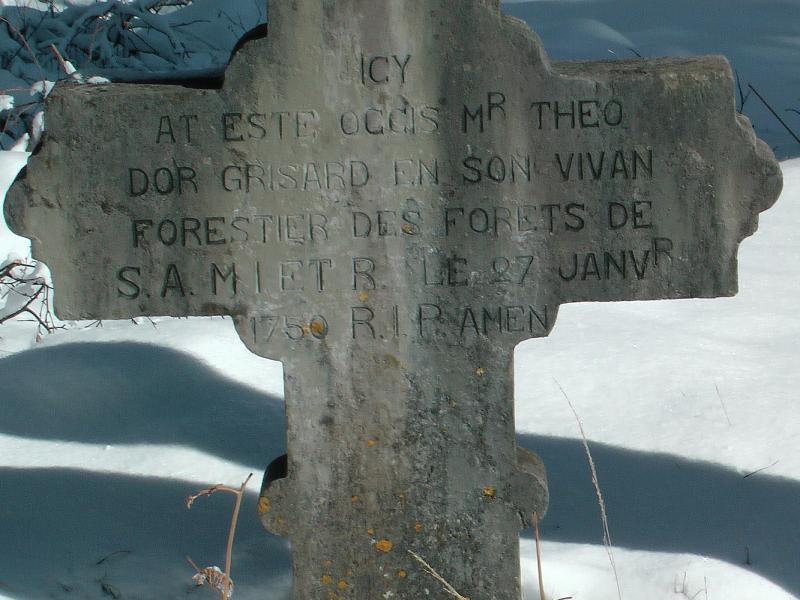 ICY
AT ESTE OCCIS MR THEO
DOR GRISARD EN SON VIVAN
FORESTIER DES FORETS DE
S.A.M I ET R. LE 27 JANVR
1750 R.I.P. AMEN